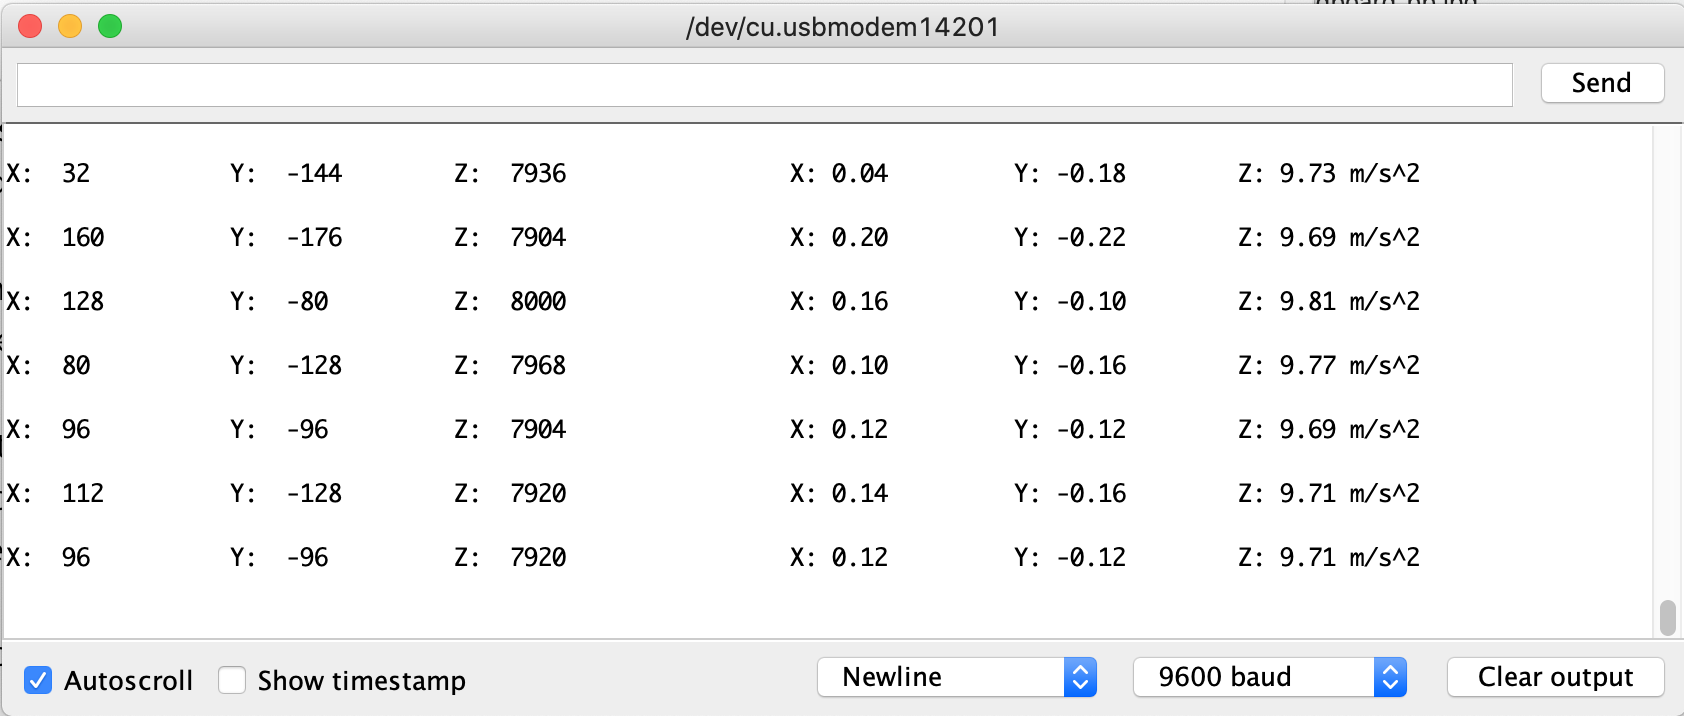 /dev/cu.usbmodem14201
Send
X: 32 Y: -144 Z: 7936 X: 0.04 Y: -0.18 Z: 9.73 m/s^2
X: 160 Y: -176 Z: 7904 X: 0.20 Y: -0.22 Z: 9.69 m/s^2
X: 128 Y: -80 Z: 8000 X: 0.16 Y: -0.10 Z: 9.81 m/s^2
X: 80 Y: -128 Z: 7968 X: 0.10 Y: -0.16 Z: 9.77 m/s^2
X: 96 Y: -96 Z: 7904 X: 0.12 Y: -0.12 Z: 9.69 m/s^2
X: 112 Y: -128 Z: 7920 X: 0.14 Y: -0.16 Z: 9.71 m/s^2
X: 96 Y: -96 Z: 7920 X: 0.12 Y: -0.12 Z: 9.71 m/s^2
Autoscroll Show timestamp Newline 9600 baud Clear output